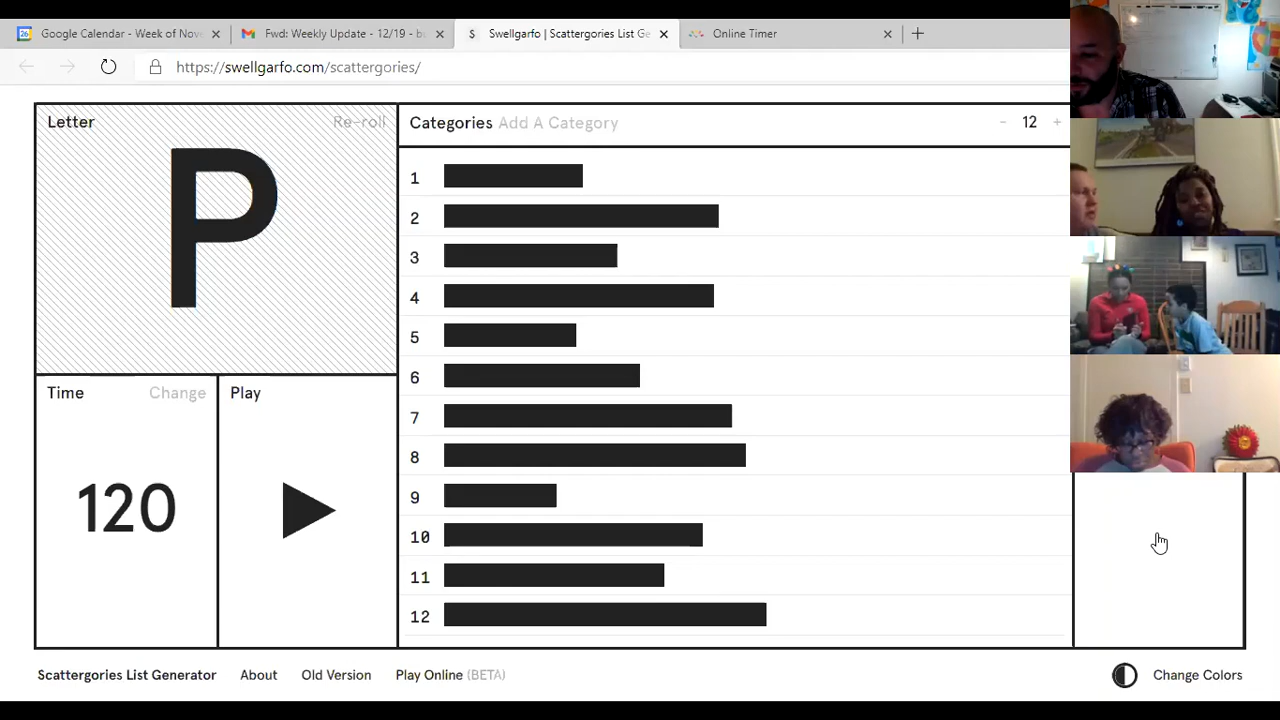 Google Calendar - Week of Nov
Fwd: Weekly Update - 12/19 - b
Swellgarfo | Scattergories List Ge
Online Timer
https://swellgarfo.com/scattergories/
Letter Re-roll
P
Categories Add A Category - 12 +
1
2
3
4
5
6
7
8
9
10
11
12
Time Change
120
Play
Scattergories List Generator About Old Version Play Online (BETA) Change Colors